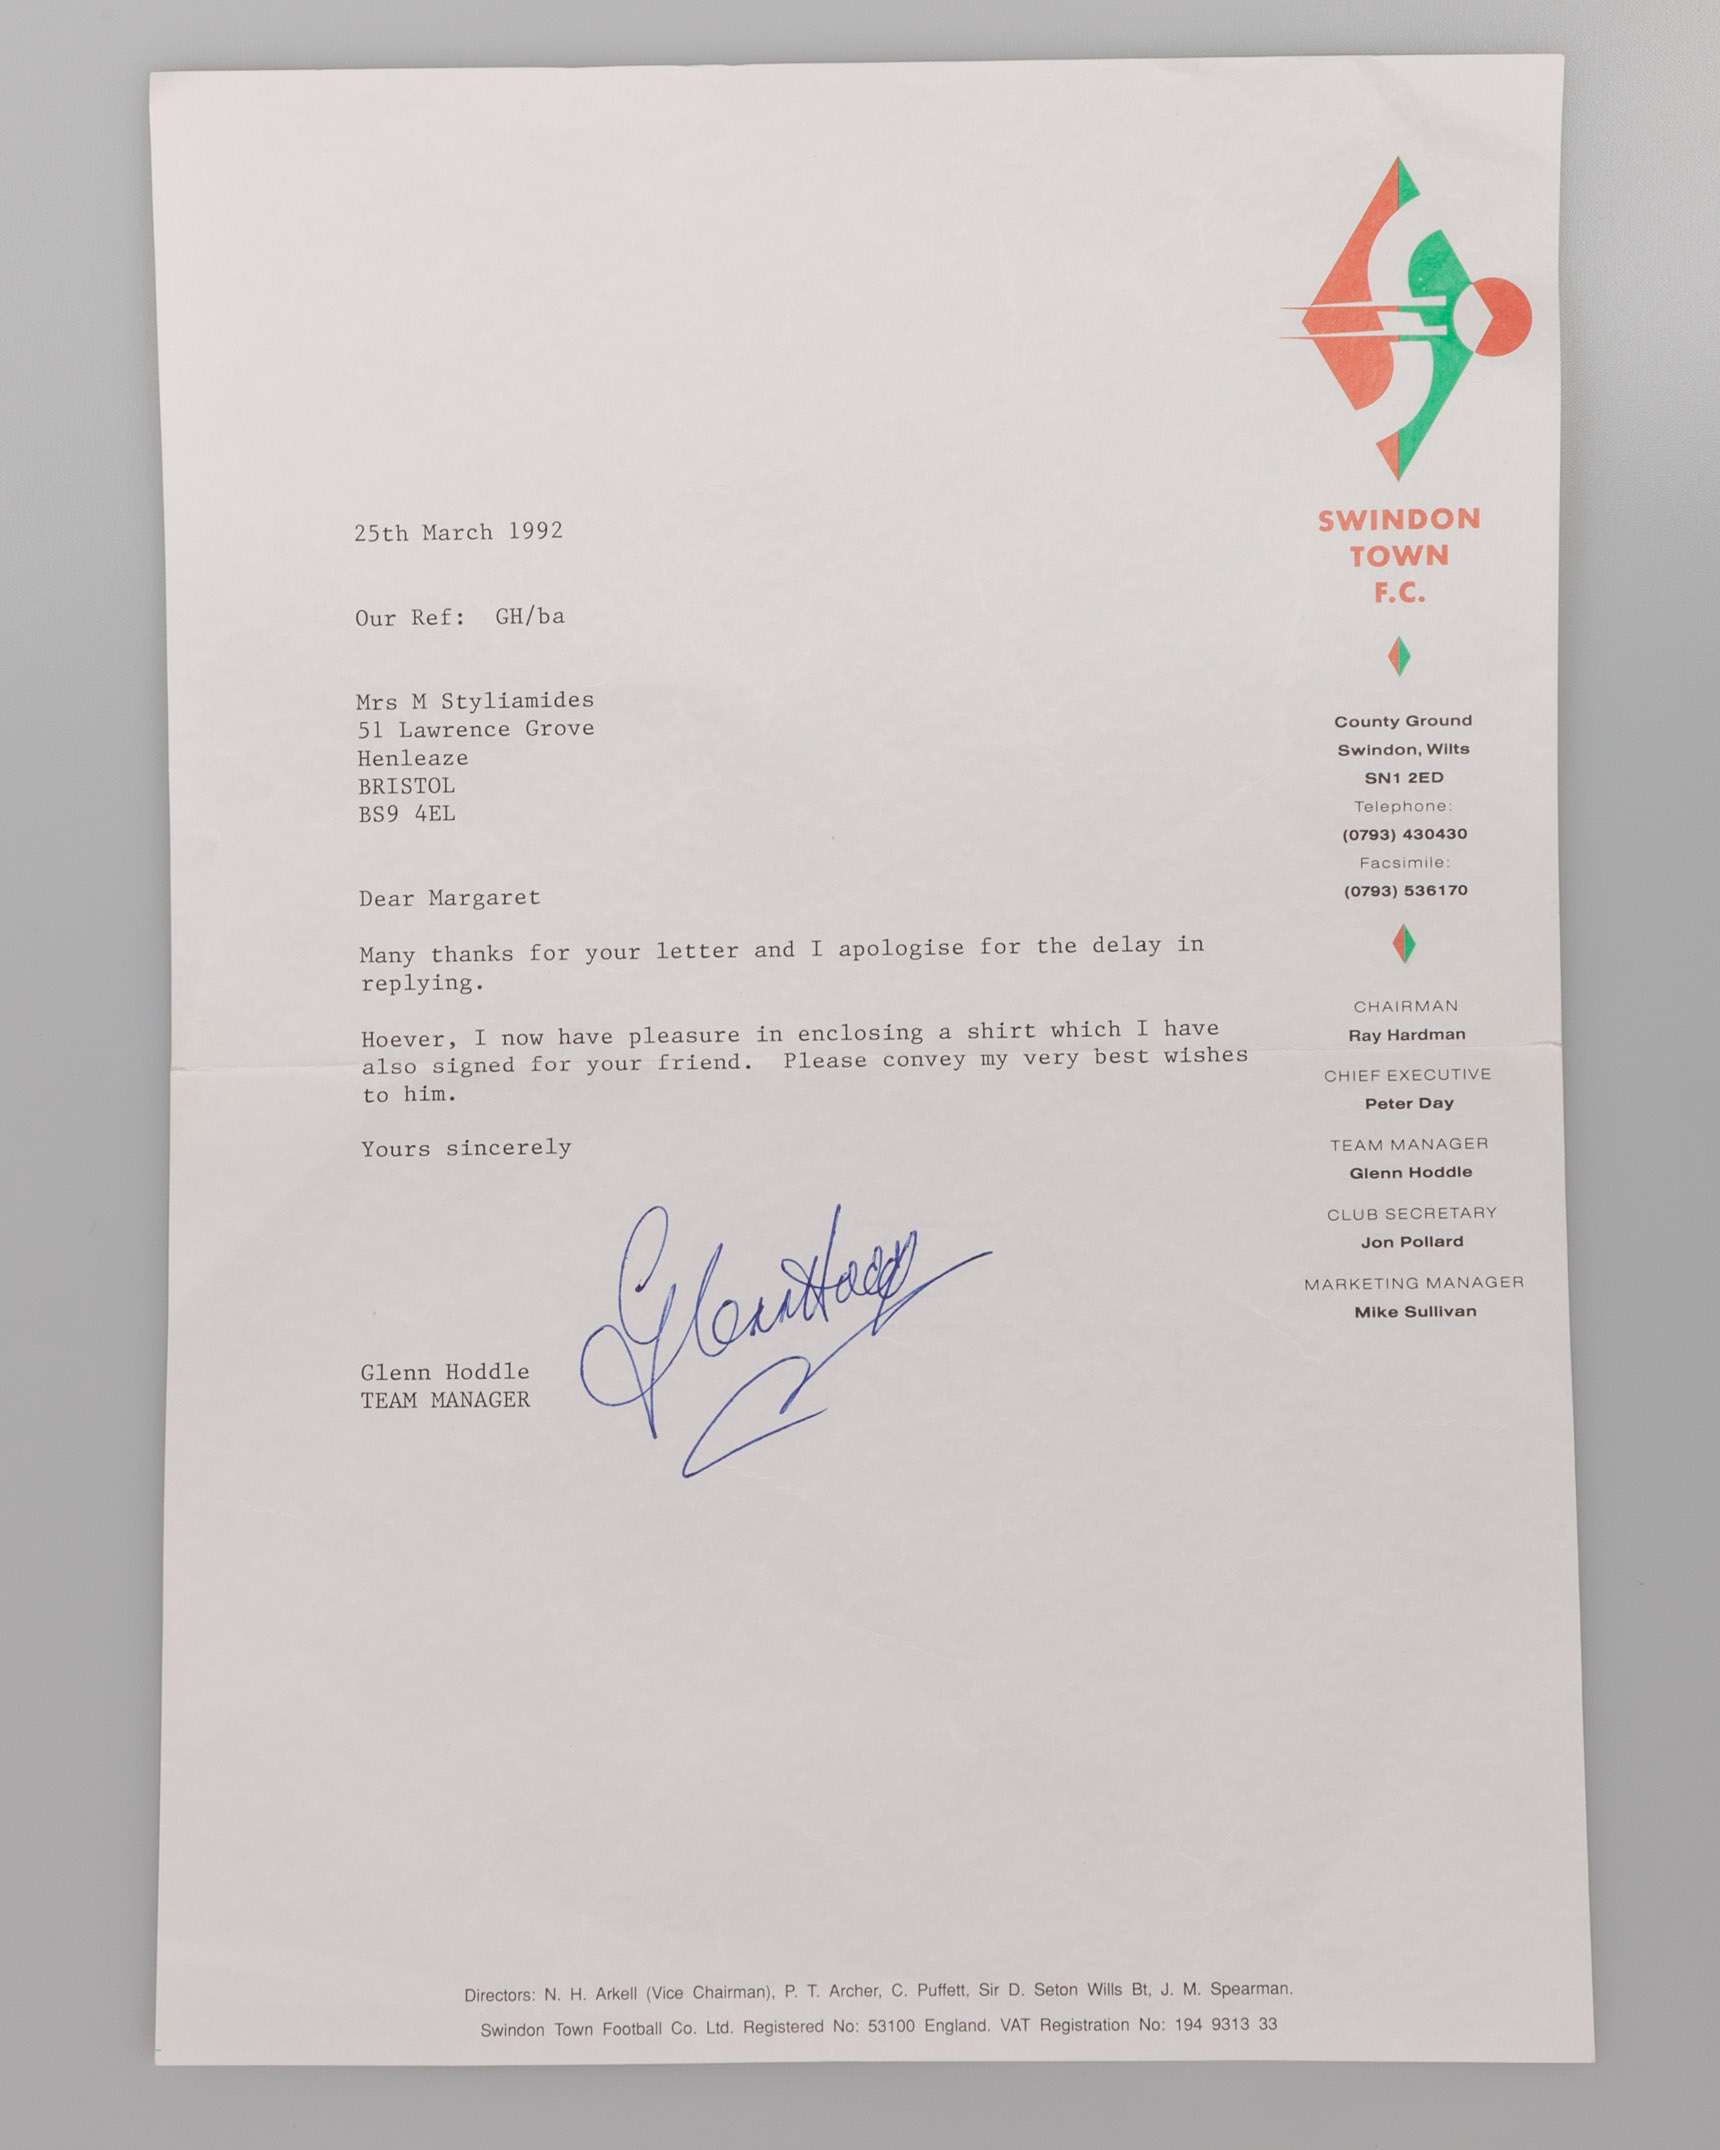 SWINDON
TOWN
F.C.
County Ground
Swindon, Wilts
SN1 2ED
Telephone:
(0793) 430430
Facsimile:
(0793) 536170
CHAIRMAN
Ray Hardman
CHIEF EXECUTIVE
Peter Day
TEAM MANAGER
Glenn Hoddle
CLUB SECRETARY
Jon Pollard
MARKETING MANAGER
Mike Sullivan
25th March 1992
Our Ref: GH/ba
Mrs M Styliamides
51 Lawrence Grove
Henleaze
BRISTOL
BS9 4EL
Dear Margaret
Many thanks for your letter and I apologise for the delay in
replying.
Hoever, I now have pleasure in enclosing a shirt which I have
also signed for your friend. Please convey my very best wishes
to him.
Yours sincerely
Glenn Hoddle
Glenn Hoddle
TEAM MANAGER
Directors: N. H. Arkell (Vice Chairman), P. T. Archer, C. Puffett, Sir D. Seton Wills Bt, J. M. Spearman.
Swindon Town Football Co. Ltd. Registered No: 53100 England. VAT Registration No: 194 9313 33